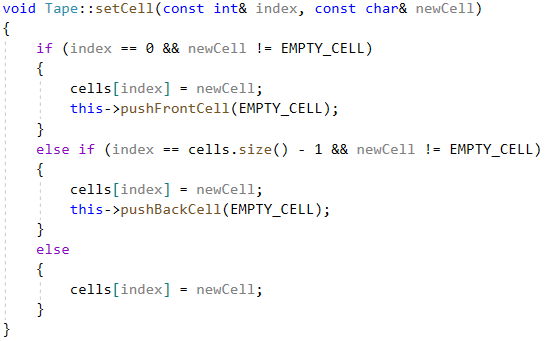 void Tape::setCell(const int& index, const char& newCell)
{
    if (index == 0 && newCell != EMPTY_CELL)
    {
        cells[index] = newCell;
        this->pushFrontCell(EMPTY_CELL);
    }
    else if (index == cells.size() - 1 && newCell != EMPTY_CELL)
    {
        cells[index] = newCell;
        this->pushBackCell(EMPTY_CELL);
    }
    else
    {
        cells[index] = newCell;
    }
}